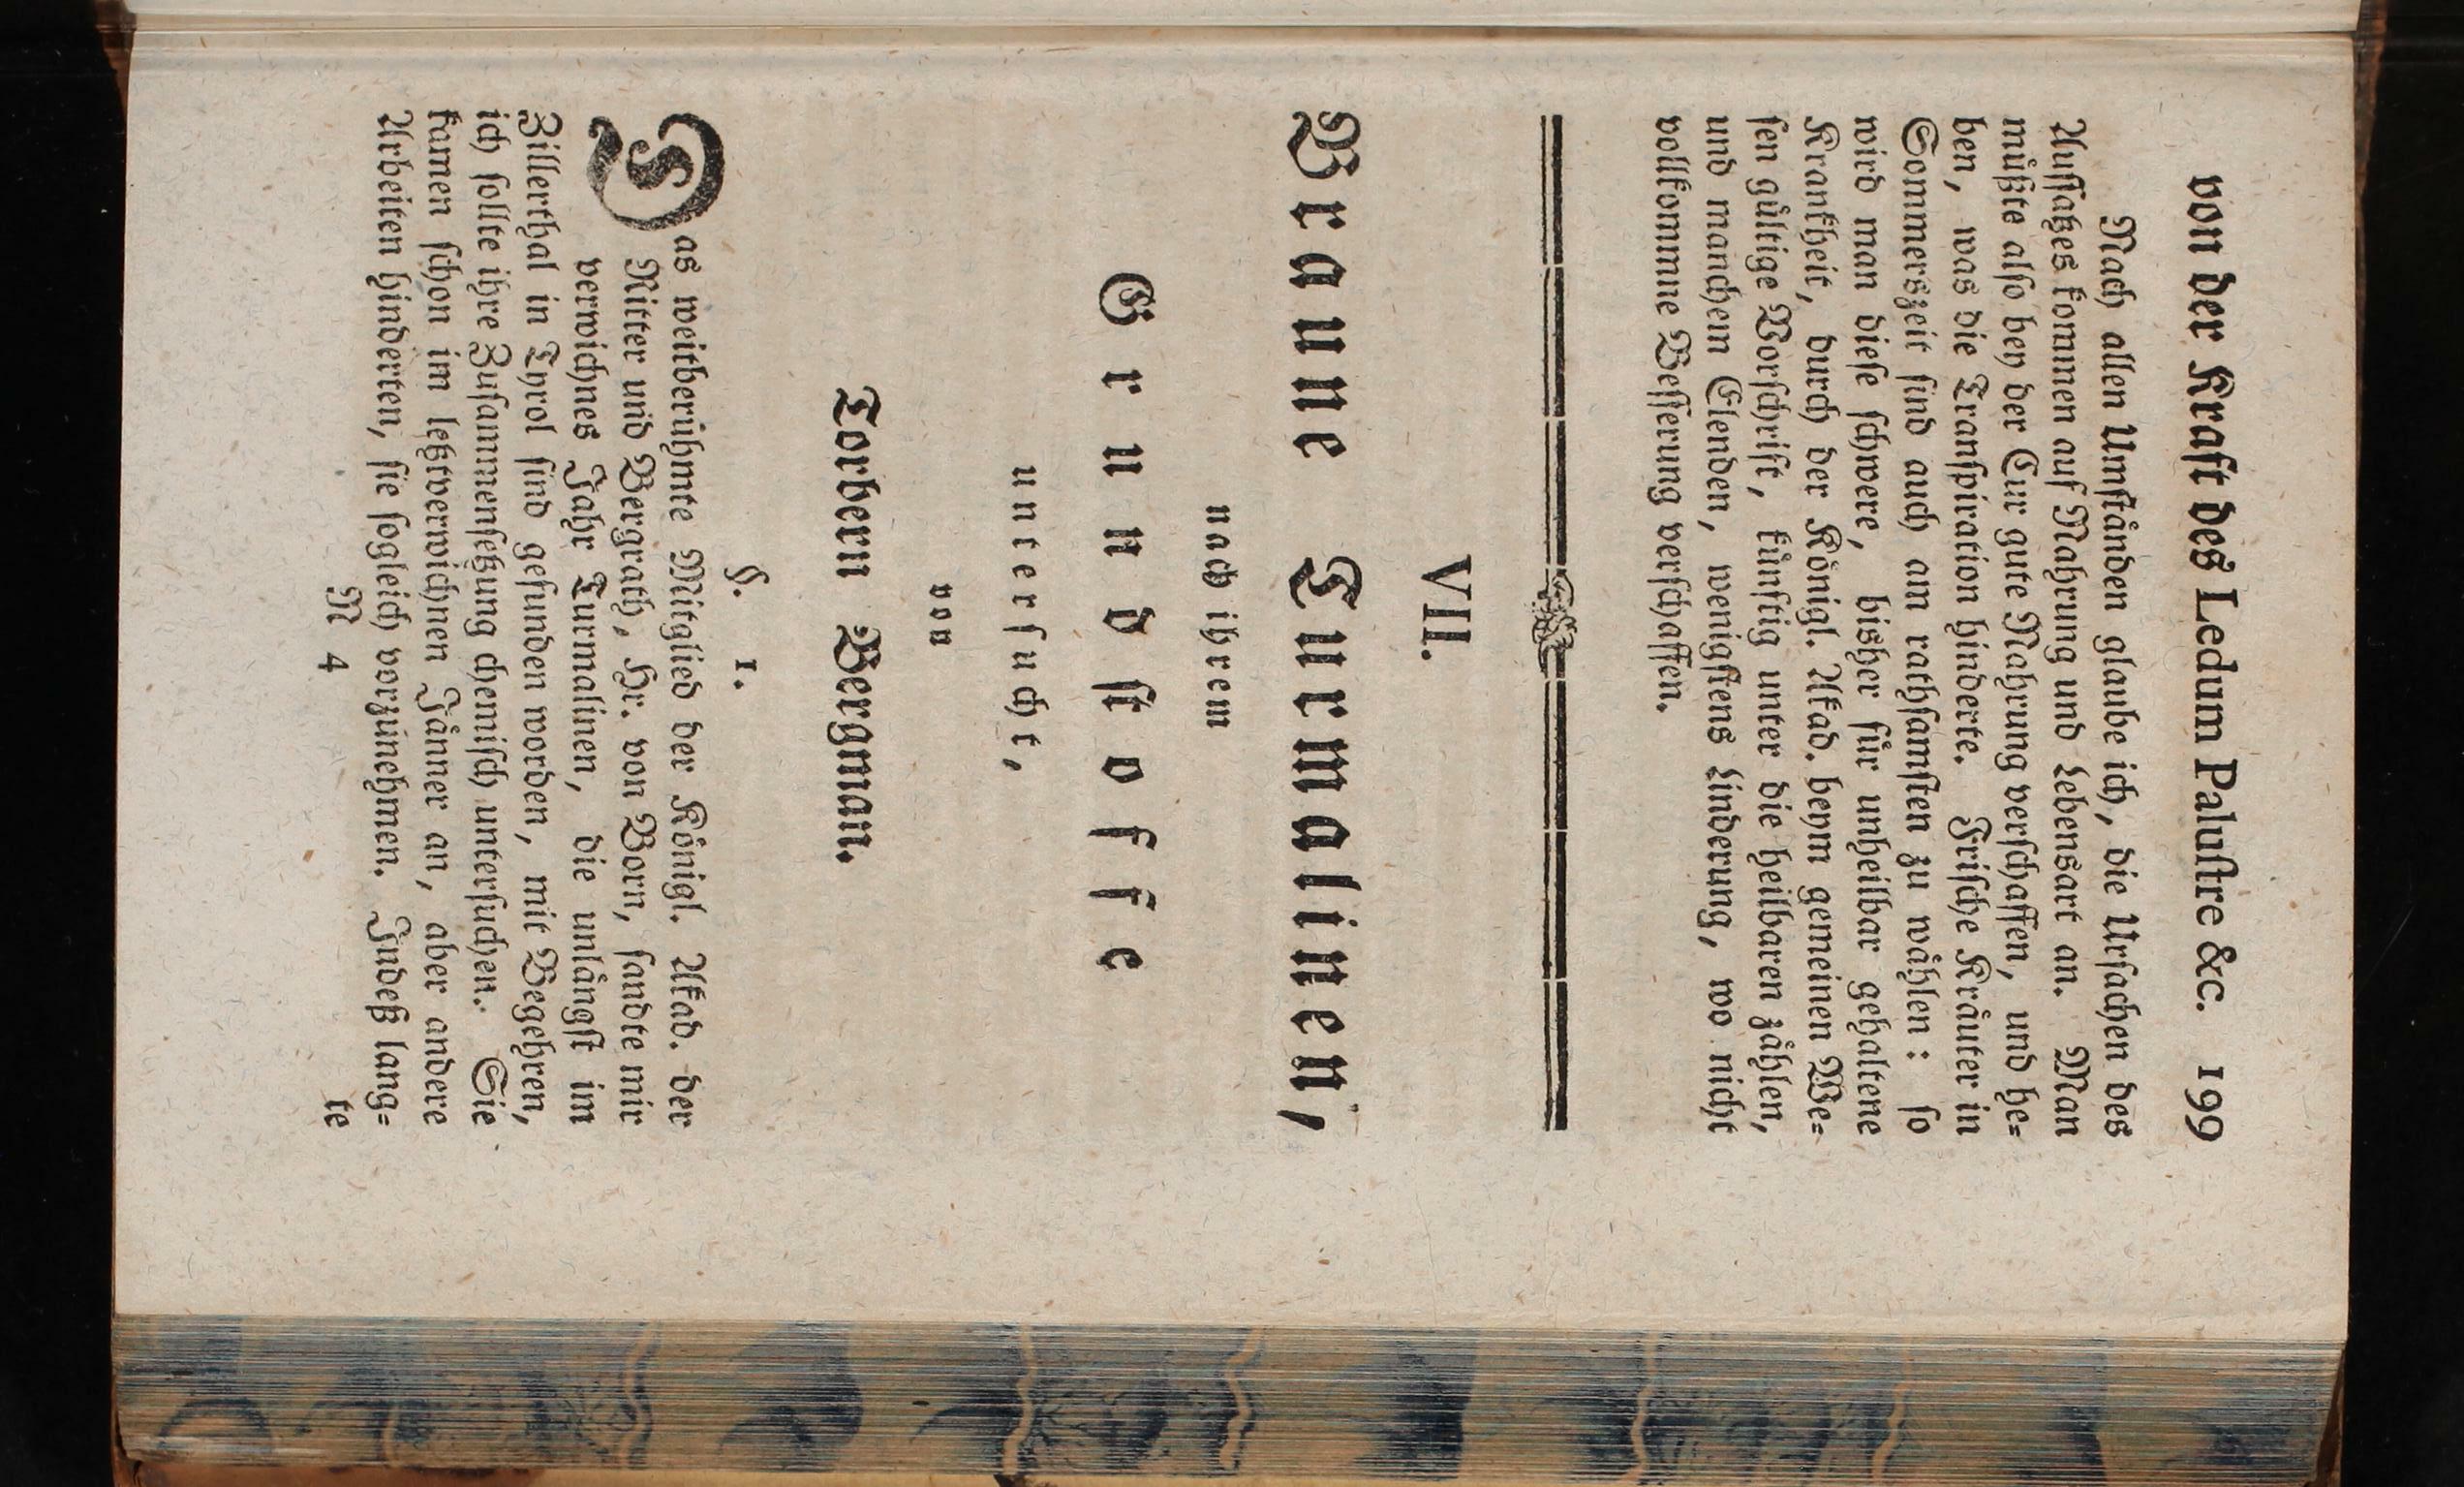 von der Kraft des Ledum Paluſtre &c. 199
Nach allen Umſtänden glaube ich, die Urſachen des
Auſſatzes kommen auf Nahrung und Lebensart an. Man
müßte alſo bey der Cur gute Nahrung verſchaffen, und he-
ben, was die Tranſpiration hinderte. Friſche Kräuter in
Sommerszeit ſind auch am rathſamſten zu wählen: ſo
wird man dieſe ſchwere, bisher für unheilbar gehaltene
Krankheit, durch der Königl. Akad. beym gemeinen We-
ſen gültige Vorſchrift, künftig unter die heilbaren zählen,
und manchem Elenden, wenigſtens Linderung, wo nicht
vollkommne Beſſerung verſchaffen.
VII.
Braune Turmalinen,
nach ihrem
Grundſtoffe
unterſucht,
von
Torbern Bergman.
§. 1.
Das weitberühmte Mitglied der Königl. Akad. der
Ritter und Bergrath, Hr. von Born, ſandte mir
verwichnes Jahr Turmalinen, die unlängſt im
Zillerthal in Tyrol ſind gefunden worden, mit Begehren,
ich ſollte ihre Zuſammenſetzung chemiſch unterſuchen. Sie
kamen ſchon im letztverwichnen Jänner an, aber andere
Arbeiten hinderten, ſie ſogleich vorzunehmen. Indeß lang-
N 4 te